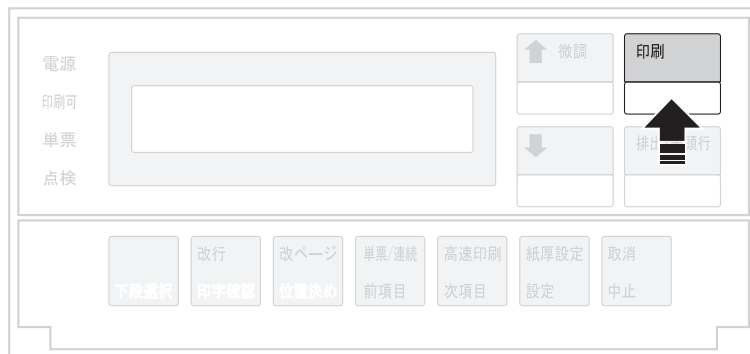 電源
印刷可
単票
点検
微調
印刷
排出 頭行
改行
改ページ
単票/連続
高速印刷
紙厚設定
取消
下段選択
印字確認
位置決め
前項目
次項目
設定
中止